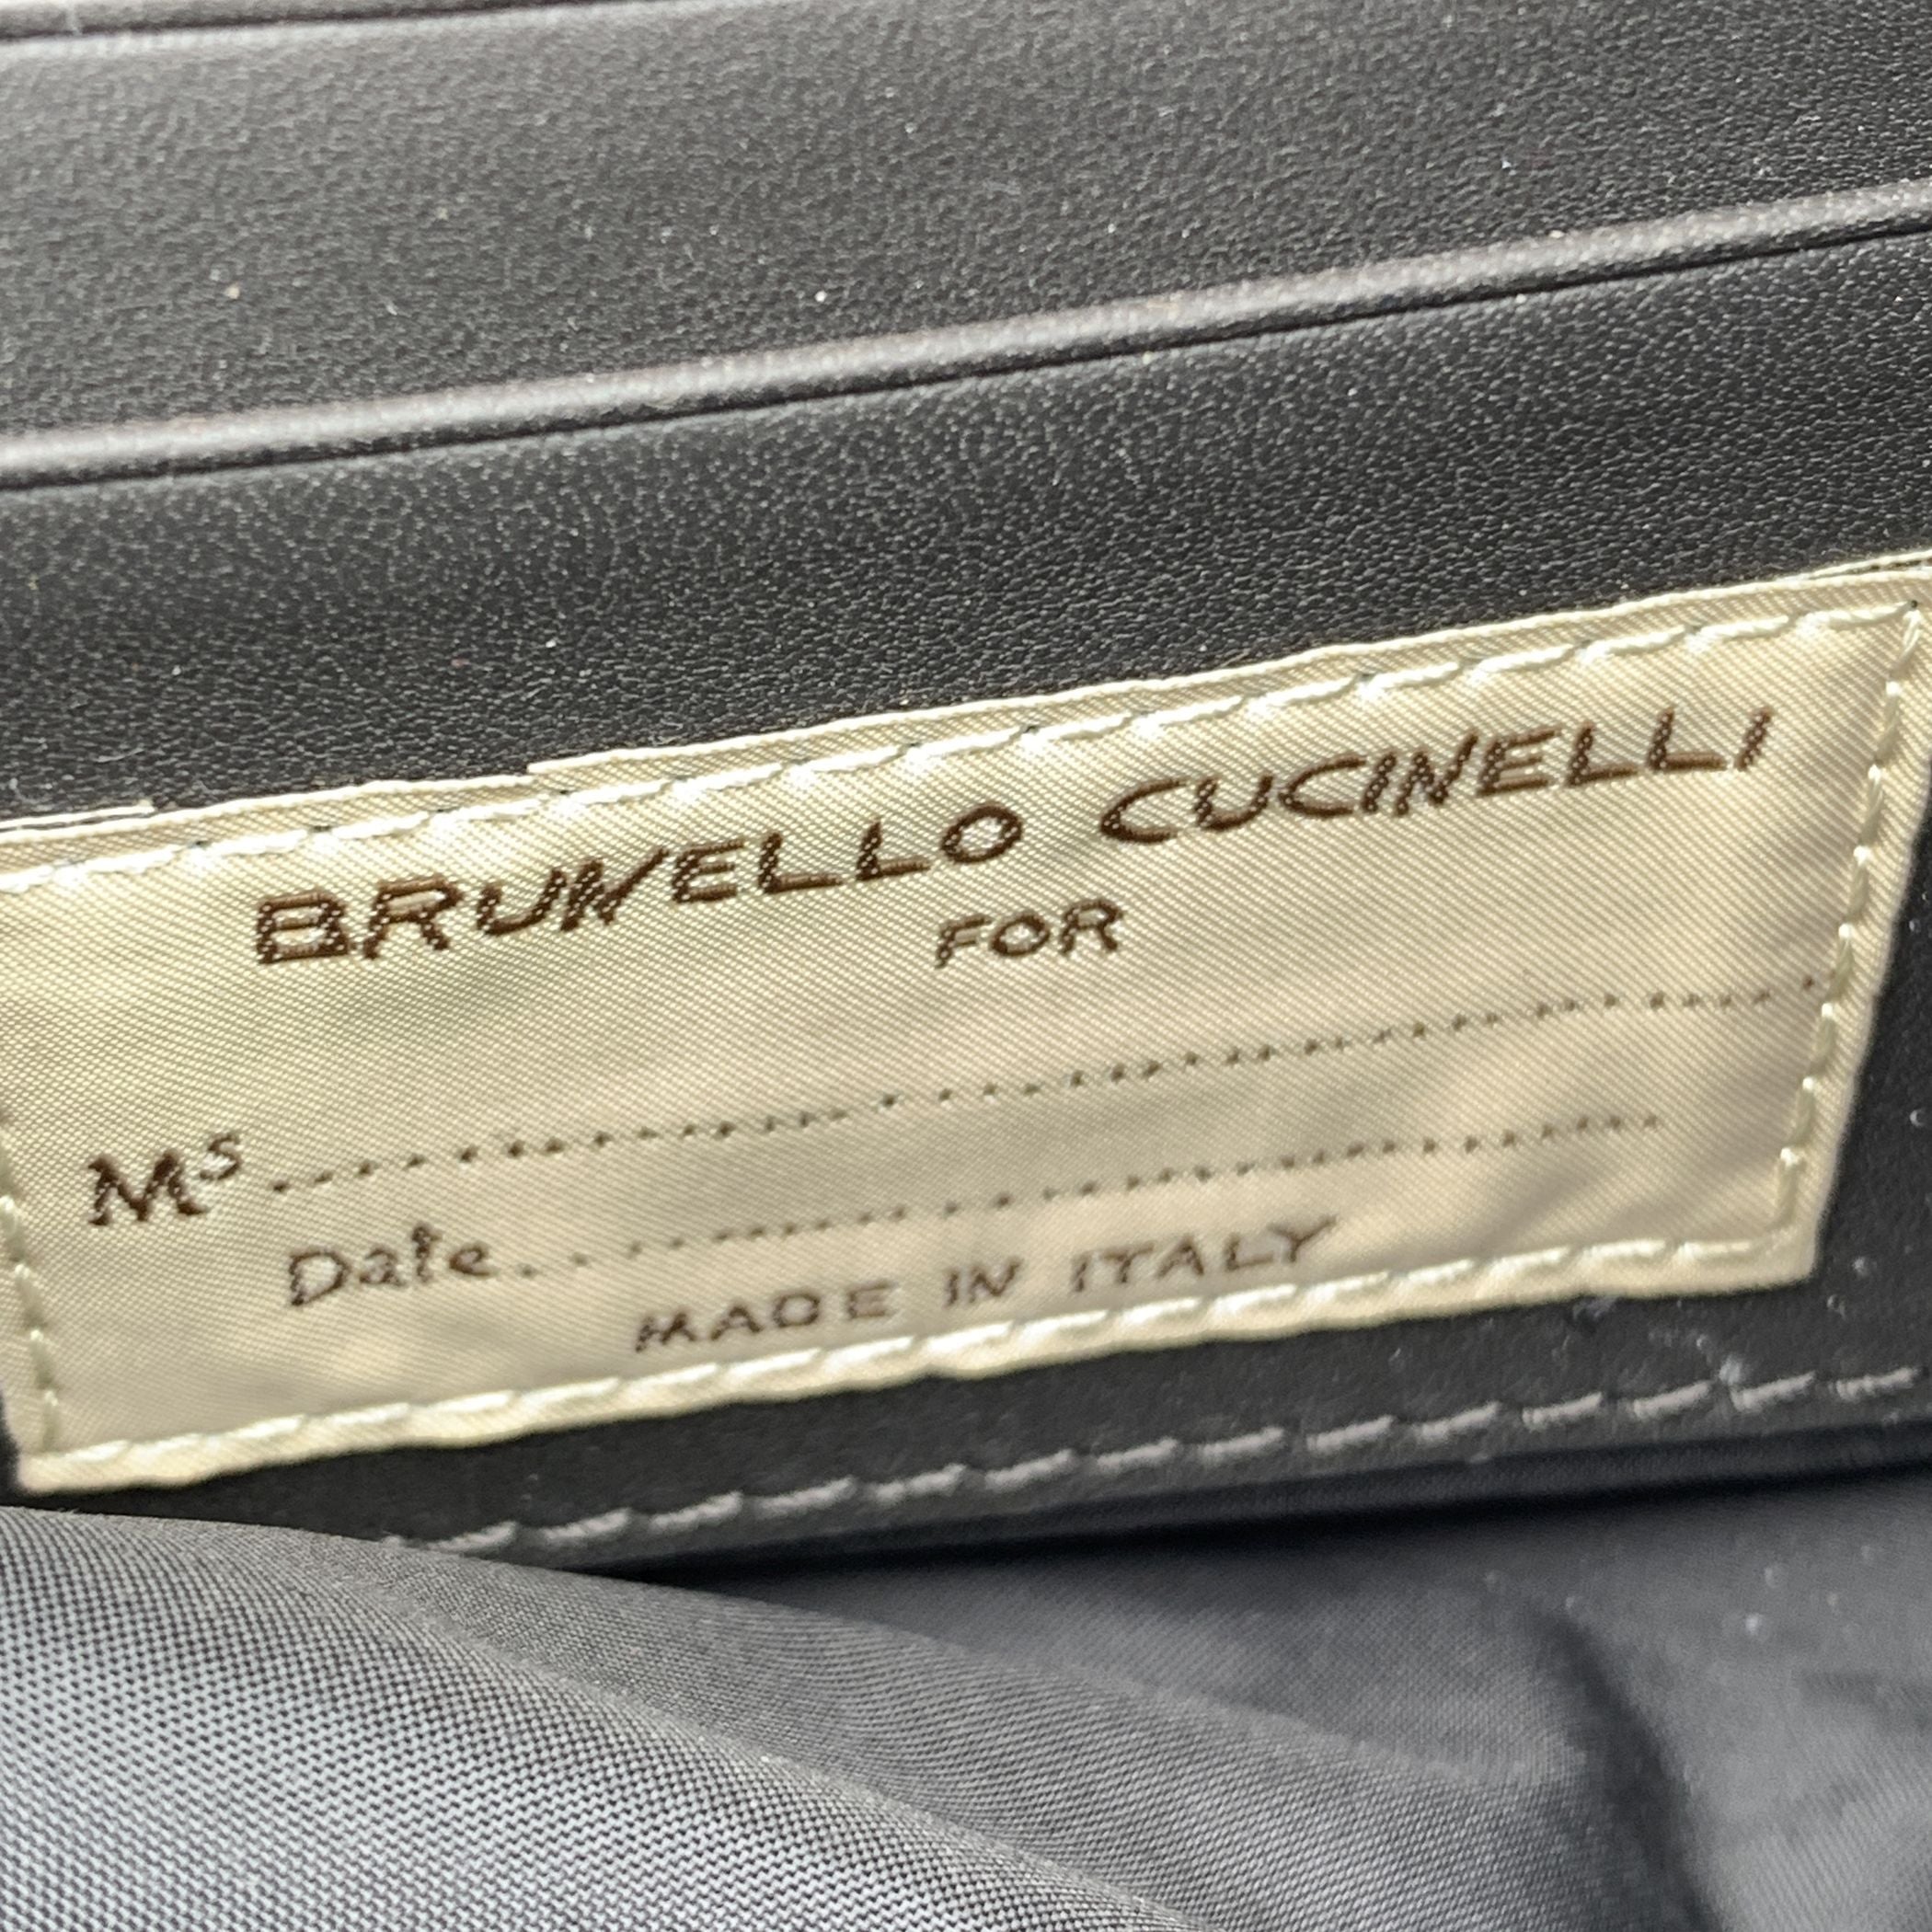 BRUNELLO CUCINELLI
FOR
Ms....................................................
Date.............................................
MADE IN ITALY